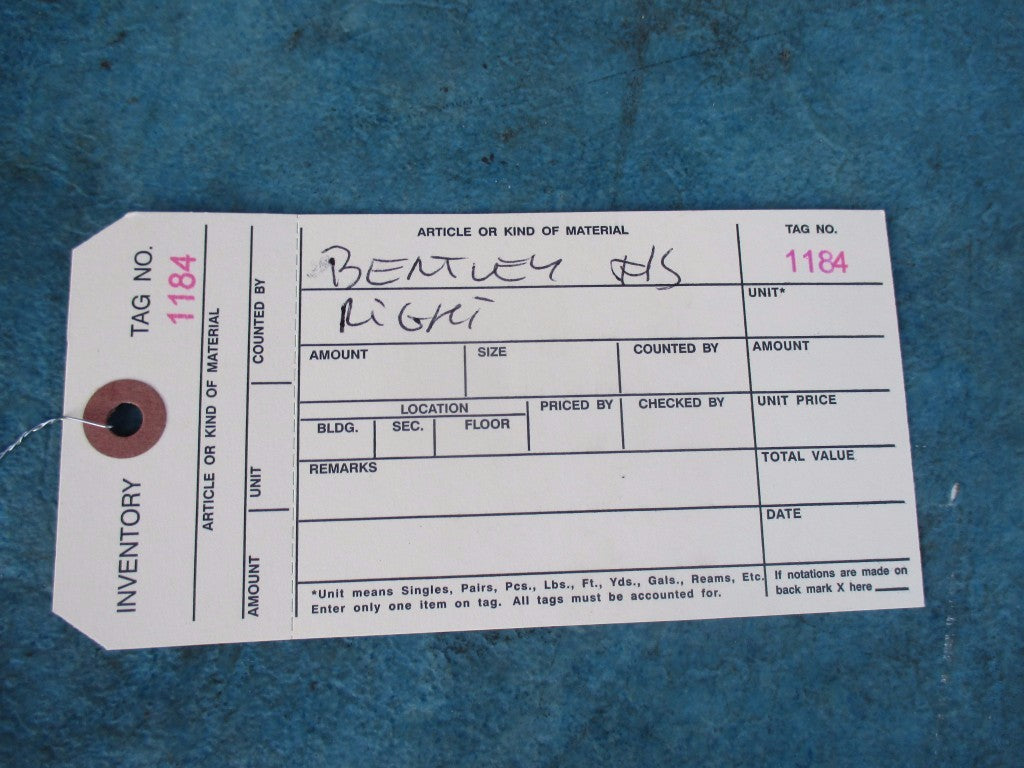 TAG NO.
1184
INVENTORY
ARTICLE OR KIND OF MATERIAL
COUNTED BY
UNIT
AMOUNT
ARTICLE OR KIND OF MATERIAL
BENTLEY
RIGHT
TAG NO.
1184
UNIT*
AMOUNT
SIZE
COUNTED BY
AMOUNT
LOCATION
BLDG.
SEC.
FLOOR
PRICED BY
CHECKED BY
UNIT PRICE
REMARKS
TOTAL VALUE
DATE
*Unit means Singles, Pairs, Pcs., Lbs., Ft., Yds., Gals., Reams, Etc.
Enter only one item on tag. All tags must be accounted for.
If notations are made on
back mark X here